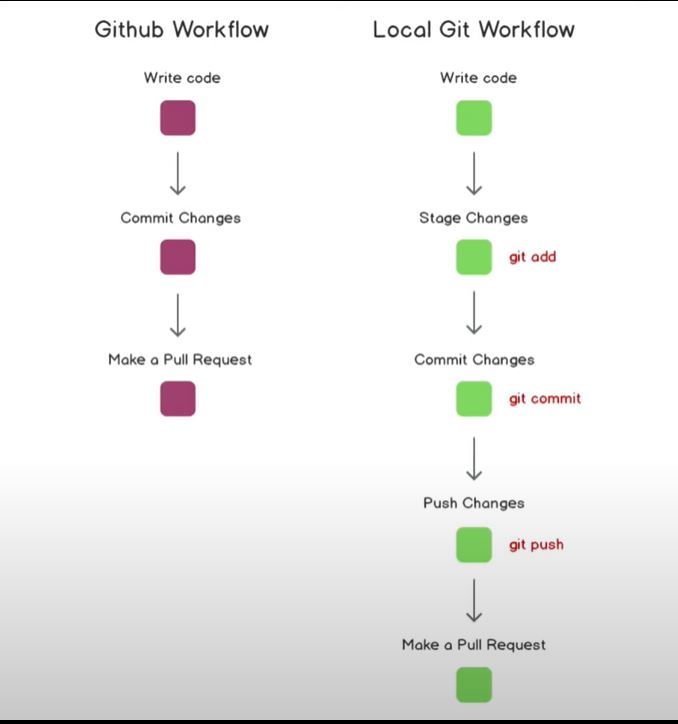 Github Workflow
Write code
Commit Changes
Make a Pull Request
Local Git Workflow
Write code
Stage Changes
git add
Commit Changes
git commit
Push Changes
git push
Make a Pull Request